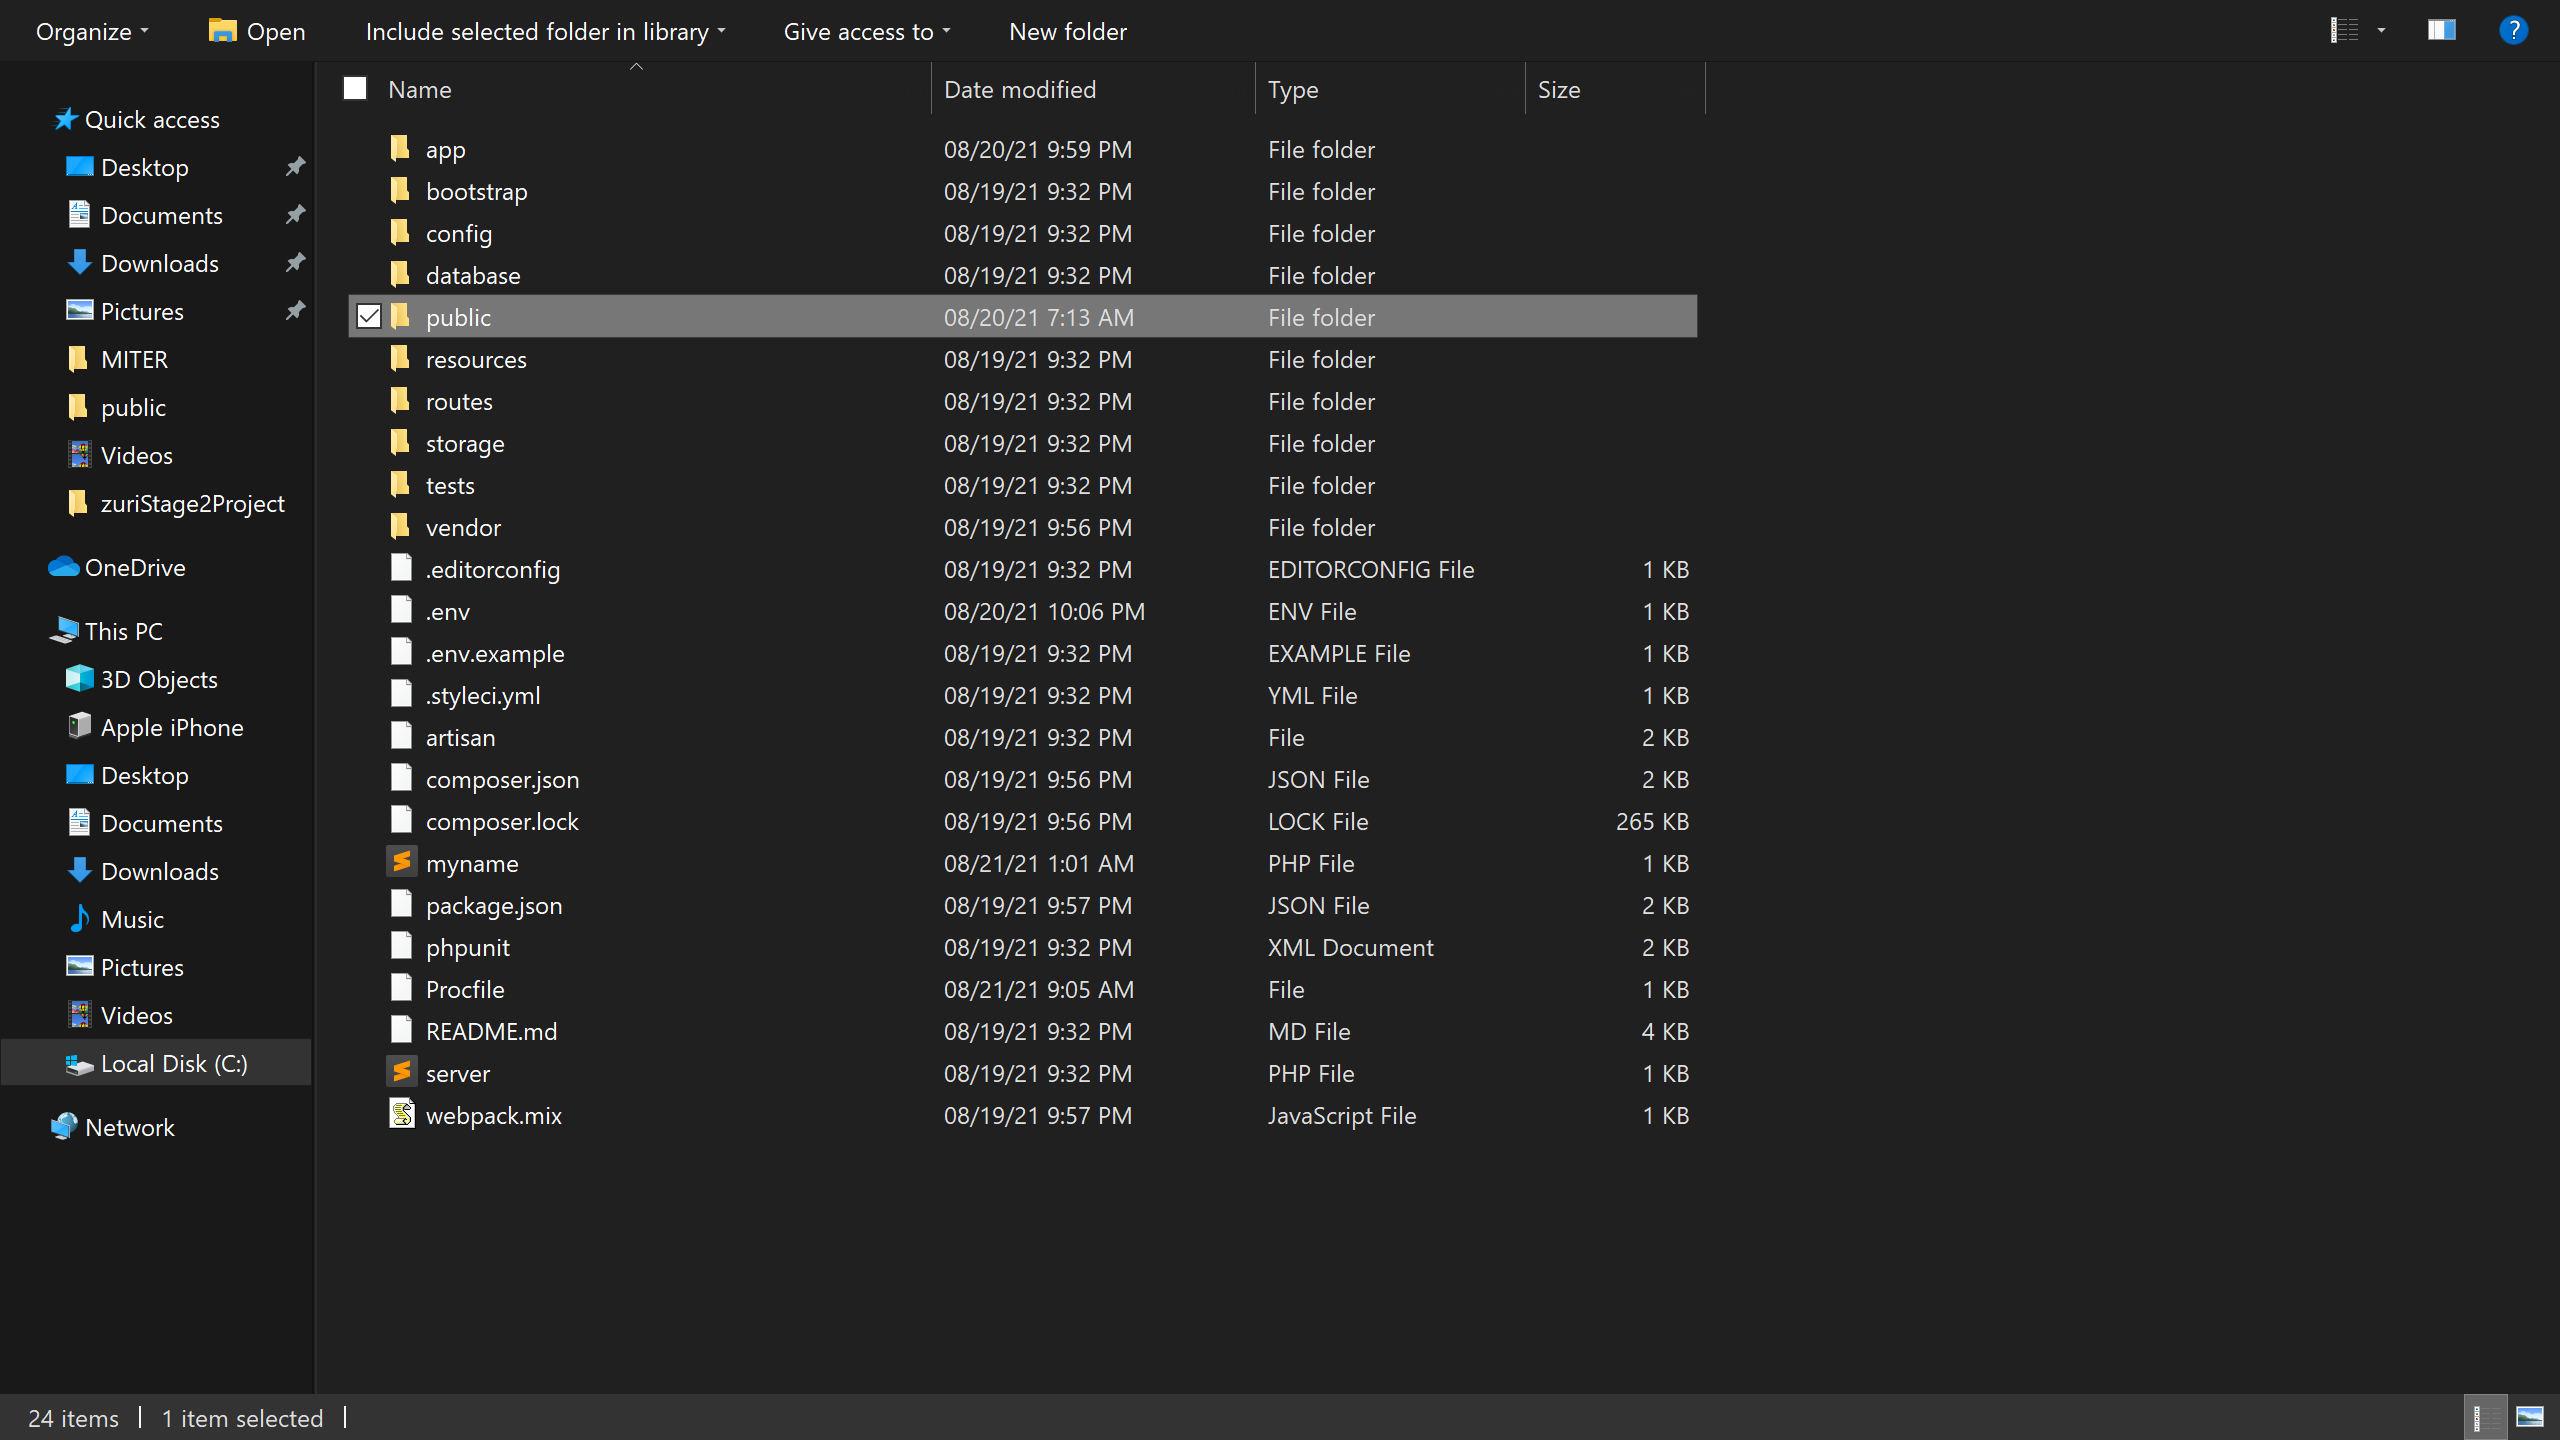 Organize Open Include selected folder in library Give access to New folder ?
Name Date modified Type Size
Quick access
Desktop
Documents
Downloads
Pictures
MITER
public
Videos
zuriStage2Project
OneDrive
This PC
3D Objects
Apple iPhone
Desktop
Documents
Downloads
Music
Pictures
Videos
Local Disk (C:)
Network
app 08/20/21 9:59 PM File folder
bootstrap 08/19/21 9:32 PM File folder
config 08/19/21 9:32 PM File folder
database 08/19/21 9:32 PM File folder
public 08/20/21 7:13 AM File folder
resources 08/19/21 9:32 PM File folder
routes 08/19/21 9:32 PM File folder
storage 08/19/21 9:32 PM File folder
tests 08/19/21 9:32 PM File folder
vendor 08/19/21 9:56 PM File folder
.editorconfig 08/19/21 9:32 PM EDITORCONFIG File 1 KB
.env 08/20/21 10:06 PM ENV File 1 KB
.env.example 08/19/21 9:32 PM EXAMPLE File 1 KB
.styleci.yml 08/19/21 9:32 PM YML File 1 KB
artisan 08/19/21 9:32 PM File 2 KB
composer.json 08/19/21 9:56 PM JSON File 2 KB
composer.lock 08/19/21 9:56 PM LOCK File 265 KB
myname 08/21/21 1:01 AM PHP File 1 KB
package.json 08/19/21 9:57 PM JSON File 2 KB
phpunit 08/19/21 9:32 PM XML Document 2 KB
Procfile 08/21/21 9:05 AM File 1 KB
README.md 08/19/21 9:32 PM MD File 4 KB
server 08/19/21 9:32 PM PHP File 1 KB
webpack.mix 08/19/21 9:57 PM JavaScript File 1 KB
24 items 1 item selected